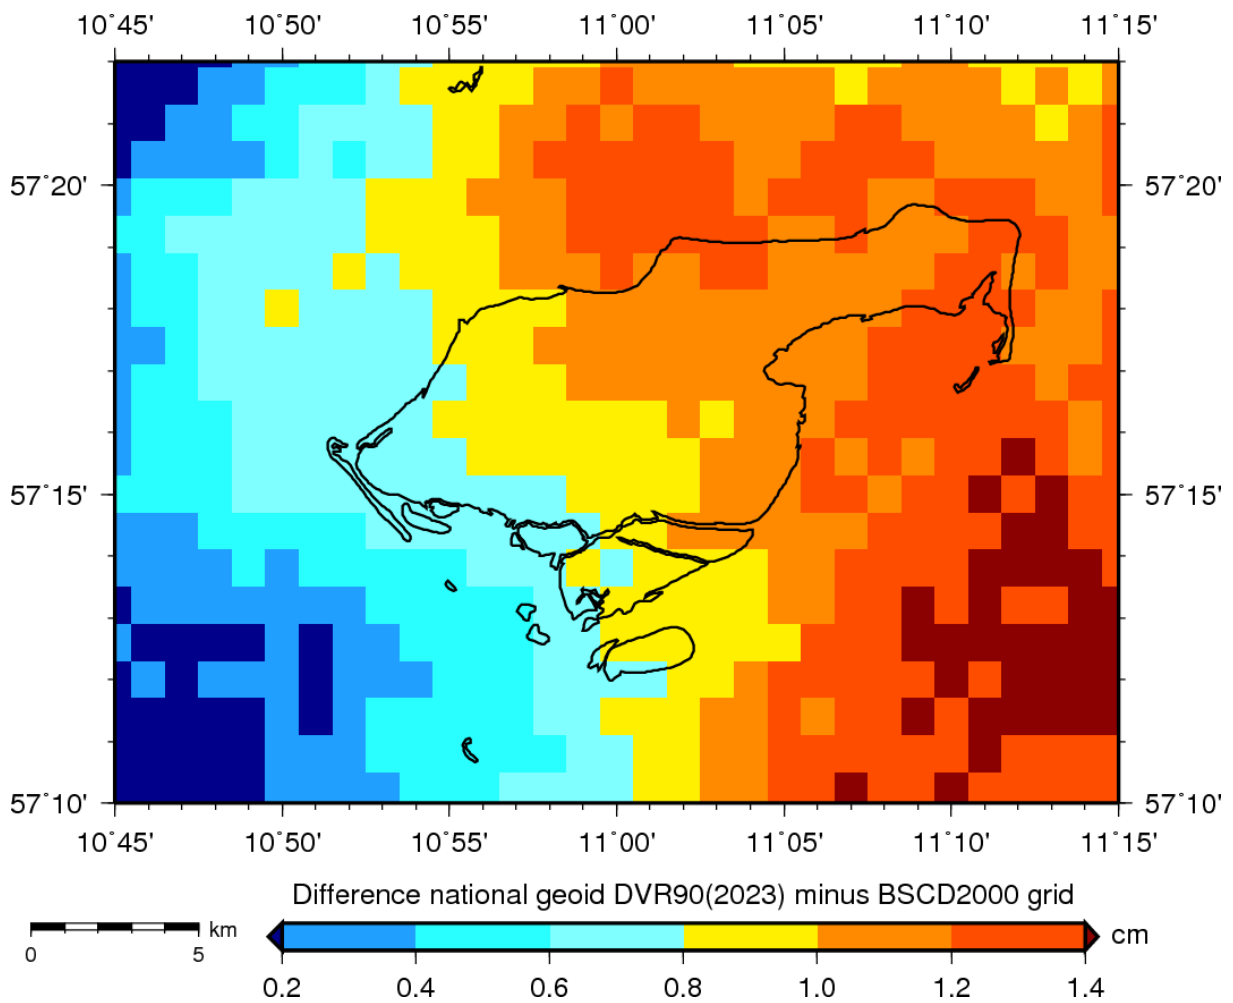 10˚45' 10˚50' 10˚55' 11˚00' 11˚05' 11˚10' 11˚15'
57˚20' 57˚20'
57˚15' 57˚15'
57˚10' 57˚10'
10˚45' 10˚50' 10˚55' 11˚00' 11˚05' 11˚10' 11˚15'
Difference national geoid DVR90(2023) minus BSCD2000 grid
km cm
0 5
0.2 0.4 0.6 0.8 1.0 1.2 1.4